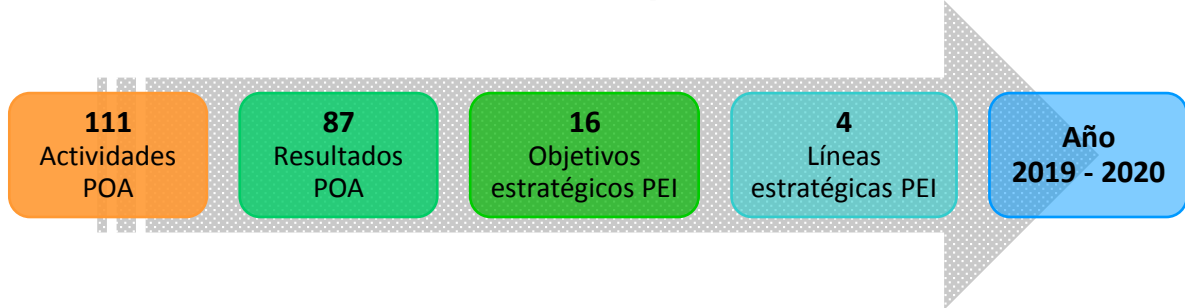 111
Actividades
POA
87
Resultados
POA
16
Objetivos
estratégicos PEI
4
Líneas
estratégicas PEI
Año
2019 - 2020